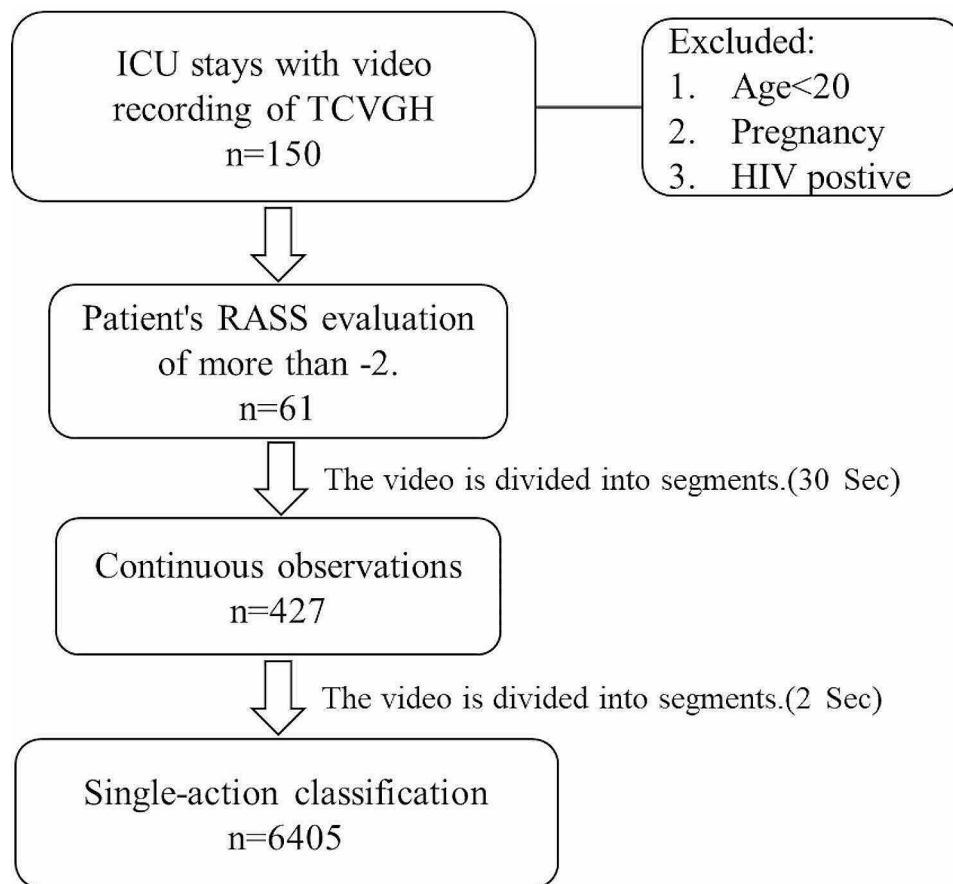 ICU stays with video
recording of TCVGH
n=150
Excluded:
1. Age<20
2. Pregnancy
3. HIV postive
Patient's RASS evaluation
of more than -2.
n=61
The video is divided into segments.(30 Sec)
Continuous observations
n=427
The video is divided into segments.(2 Sec)
Single-action classification
n=6405